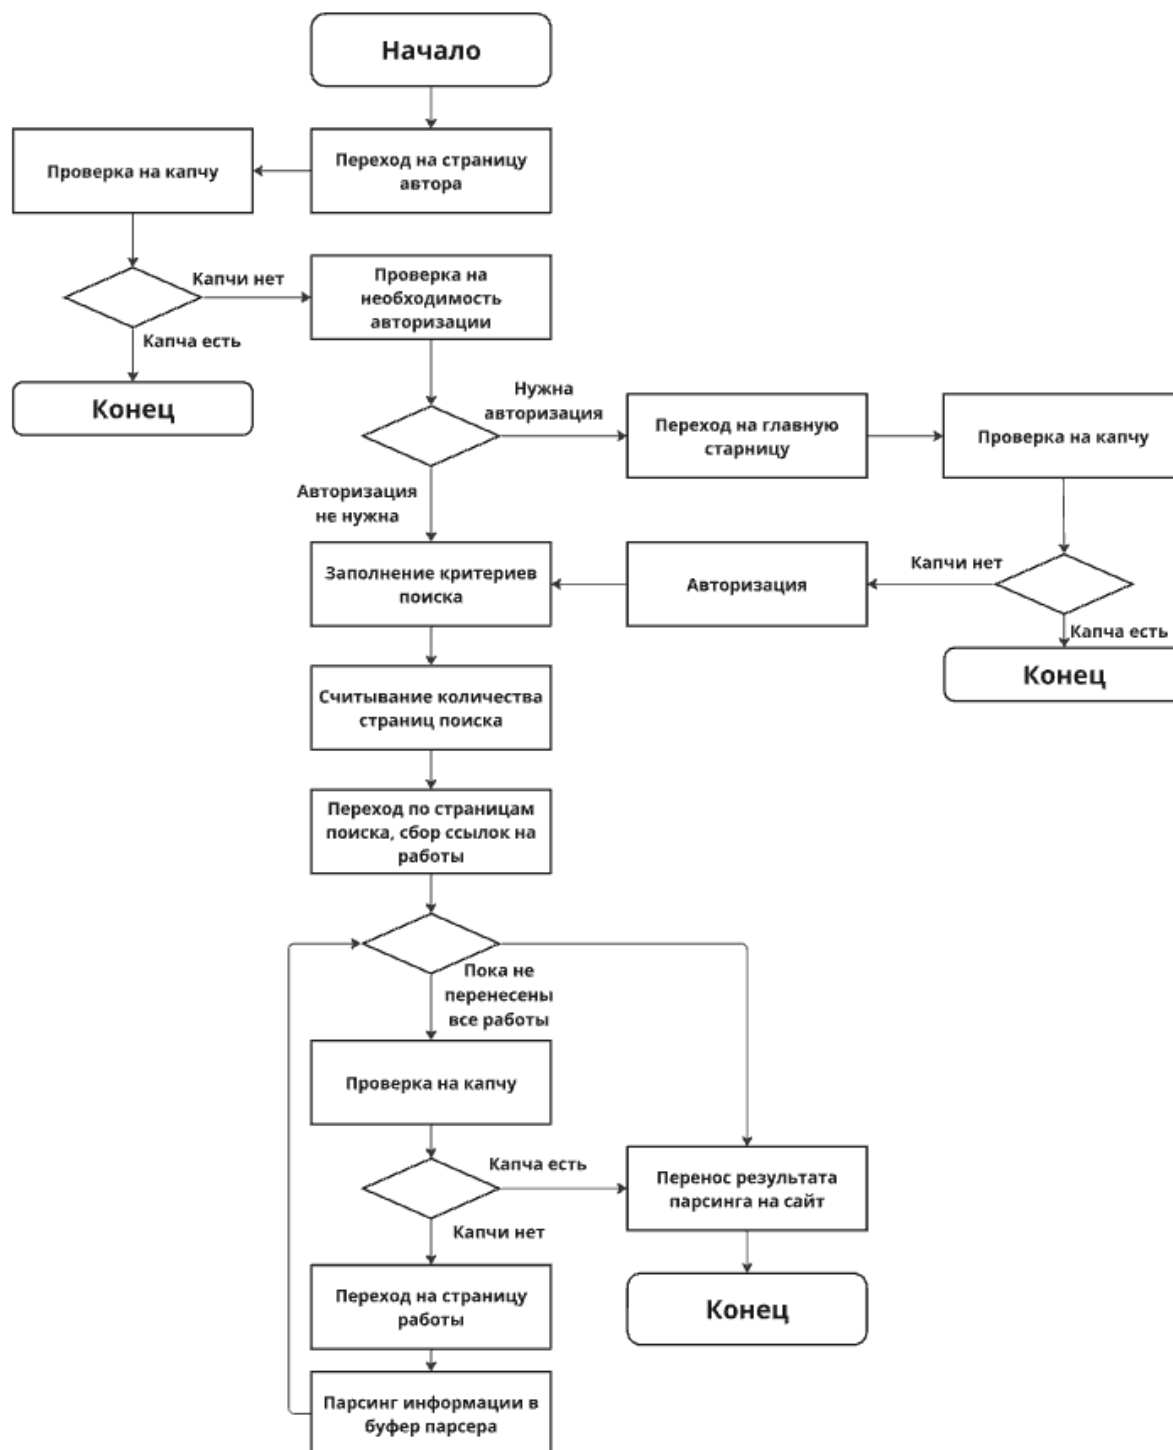 Начало
Переход на страницу
автора
Проверка на капчу
Капчи нет
Капча есть
Конец
Проверка на
необходимость
авторизации
Нужна
авторизация
Переход на главную
старницу
Проверка на капчу
Авторизация
не нужна
Заполнение критериев
поиска
Авторизация
Капчи нет
Капча есть
Конец
Считывание количества
страниц поиска
Переход по страницам
поиска, сбор ссылок на
работы
Пока не
перенесены
все работы
Проверка на капчу
Капча есть
Перенос результата
парсинга на сайт
Капчи нет
Конец
Переход на страницу
работы
Парсинг информации в
буфер парсера